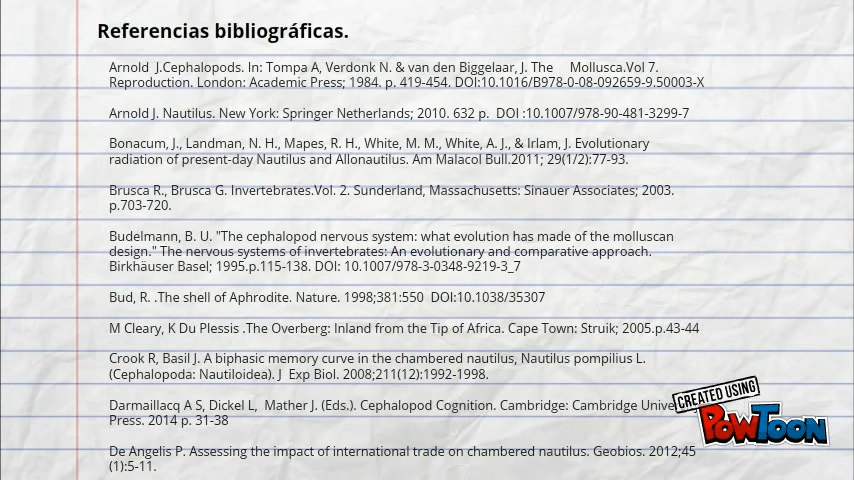 Referencias bibliográficas.
Arnold J.Cephalopods. In: Tompa A, Verdonk N. & van den Biggelaar, J. The Mollusca.Vol 7.
Reproduction. London: Academic Press; 1984. p. 419-454. DOI:10.1016/B978-0-08-092659-9.50003-X
Arnold J. Nautilus. New York: Springer Netherlands; 2010. 632 p. DOI :10.1007/978-90-481-3299-7
Bonacum, J., Landman, N. H., Mapes, R. H., White, M. M., White, A. J., & Irlam, J. Evolutionary
radiation of present-day Nautilus and Allonautilus. Am Malacol Bull.2011; 29(1/2):77-93.
Brusca R., Brusca G. Invertebrates.Vol. 2. Sunderland, Massachusetts: Sinauer Associates; 2003.
p.703-720.
Budelmann, B. U. "The cephalopod nervous system: what evolution has made of the molluscan
design." The nervous systems of invertebrates: An evolutionary and comparative approach.
Birkhäuser Basel; 1995.p.115-138. DOI: 10.1007/978-3-0348-9219-3_7
Bud, R. .The shell of Aphrodite. Nature. 1998;381:550 DOI:10.1038/35307
M Cleary, K Du Plessis .The Overberg: Inland from the Tip of Africa. Cape Town: Struik; 2005.p.43-44
Crook R, Basil J. A biphasic memory curve in the chambered nautilus, Nautilus pompilius L.
(Cephalopoda: Nautiloidea). J Exp Biol. 2008;211(12):1992-1998.
Darmaillacq A S, Dickel L, Mather J. (Eds.). Cephalopod Cognition. Cambridge: Cambridge
Press. 2014 p. 31-38
De Angelis P. Assessing the impact of international trade on chambered nautilus. Geobios. 2012;45
(1):5-11.
CREATED USING
POWTOON